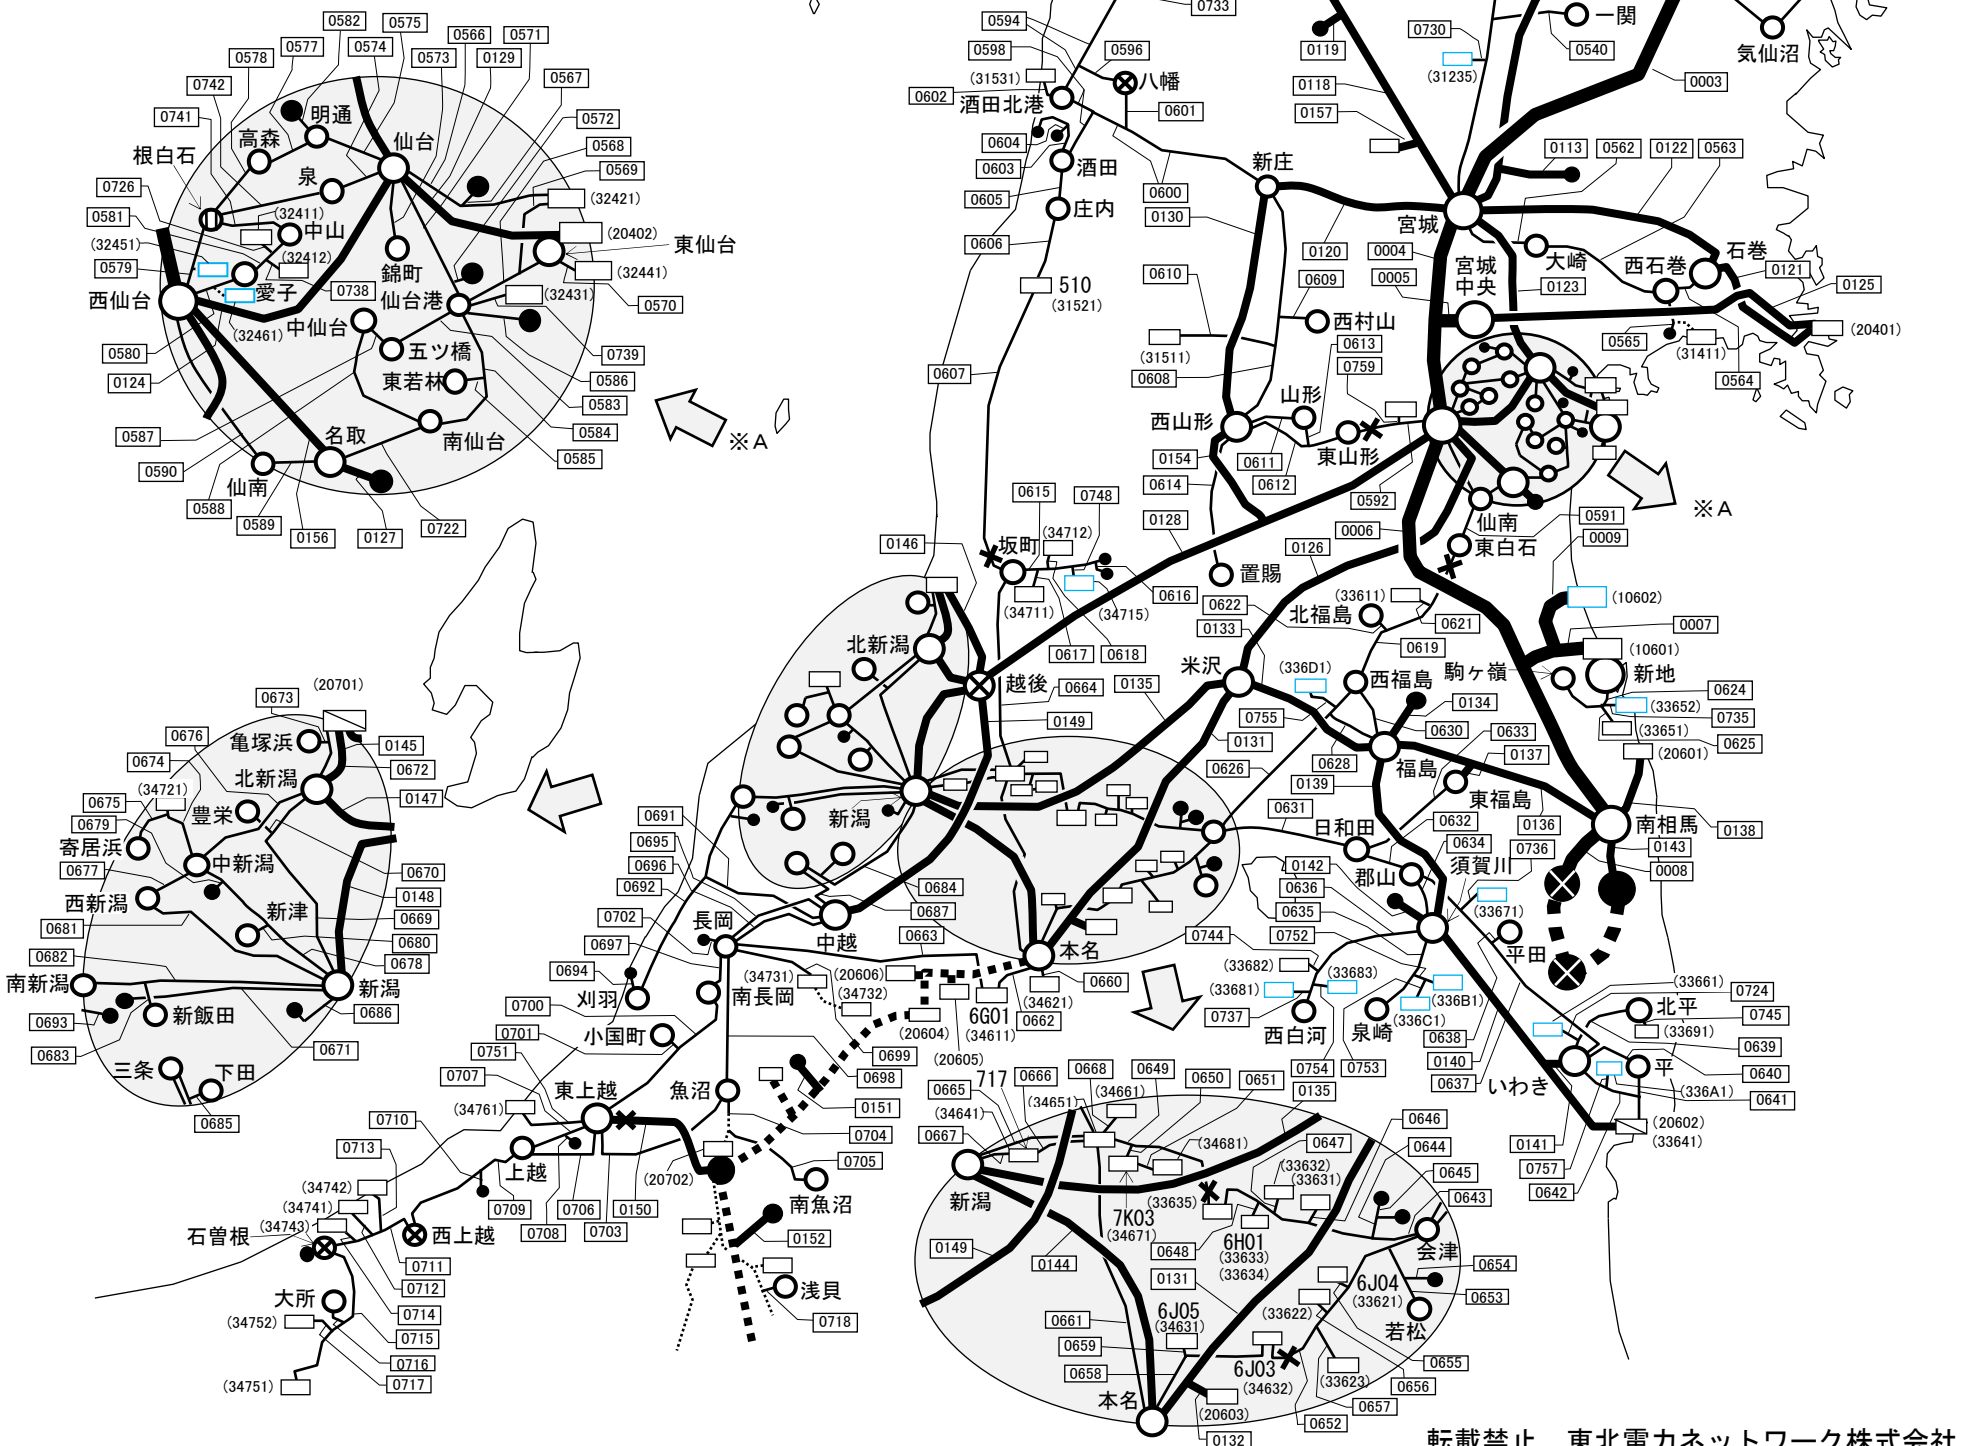 0582
0575
0566
0571
0577
0574
0573
0129
0578
0742
0567
0741
0572
0568
0569
明通
仙台
高森
根白石
泉
0726
0581
(32411)
中山
(32421)
(20402)
東仙台
(32451)
(32412)
0579
錦町
(32441)
愛子
0738
仙台港
(32431)
0570
西仙台
中仙台
(32461)
0580
五ツ橋
0739
0124
東若林
0586
0583
0587
名取
南仙台
0584
0590
0585
仙南
0588
0589
0156
0127
0722
※A
0594
0733
0598
0596
(31531)
八幡
0602
酒田北港
0601
0604
0603
酒田
0605
庄内
0600
0606
510
(31521)
0607
0119
0730
(31235)
一関
0540
気仙沼
0118
0003
0157
0113
0562
0122
0563
新庄
0130
宮城
0120
0004
大崎
西石巻
石巻
0121
0125
0610
0609
0005
宮城
中央
0123
(20401)
西村山
0613
0565
(31411)
(31511)
0608
0759
0564
山形
西山形
東山形
0154
0611
0614
0612
0592
※A
0128
0006
仙南
0591
東白石
0009
0126
置賜
0146
0615
0748
坂町
(34712)
(34711)
(34715)
0616
0617
0618
0622
0133
北福島
(33611)
0621
0619
(10602)
0007
(10601)
駒ヶ嶺
新地
北新潟
米沢
(336D1)
西福島
越後
0664
0135
0149
0755
0134
0630
0633
0624
(33652)
0735
(33651)
0625
(20601)
0131
0628
福島
0137
0626
0139
東福島
0673
(20701)
0676
亀塚浜
0145
0674
北新潟
0672
(34721)
0675
0147
豊栄
0679
寄居浜
中新潟
0677
0670
西新潟
0148
新津
0669
0681
0680
0678
0682
南新潟
新潟
0693
新飯田
0686
0683
0671
三条
下田
0685
0691
0695
0696
0692
新潟
0684
0687
0702
長岡
中越
0663
0697
本名
0694
刈羽
南長岡
(34731)
(20606)
(34732)
0660
(34621)
0700
0701
小国町
6G01
(34611)
0662
(20604)
(20605)
0699
0698
0631
日和田
0632
0136
南相馬
0138
0142
0634
0736
0143
0636
須賀川
0008
郡山
0635
(33671)
0744
0752
平田
(33682)
(33683)
(33661)
(33681)
(336B1)
0724
0737
西白河
泉崎
(336C1)
北平
0745
0638
(33691)
0754
0753
0140
0639
0637
いわき
平
0640
(336A1)
0641
0141
(20602)
(33641)
0757
0642
0751
0707
東上越
魚沼
0151
(34761)
0710
0704
0713
上越
0705
(20702)
南魚沼
(34742)
(34741)
0709
0706
0150
石曽根
(34743)
西上越
0708
0703
0152
0711
0712
浅貝
大所
0714
0718
(34752)
0715
0716
(34751)
0717
0665
717
0666
0668
0649
0650
0651
0135
(34641)
(34651)
(34661)
0667
0646
(34681)
0647
0644
新潟
(33632)
(33631)
0645
(33635)
0643
7K03
(34671)
6H01
(33633)
(33634)
0149
0648
会津
0144
0131
6J04
(33621)
0654
0653
6J05
(34631)
(33622)
若松
0661
0659
0658
6J03
(34632)
0655
(33623)
0656
本名
(20603)
0657
0652
0132
転載禁止 東北電力ネットワーク株式会社